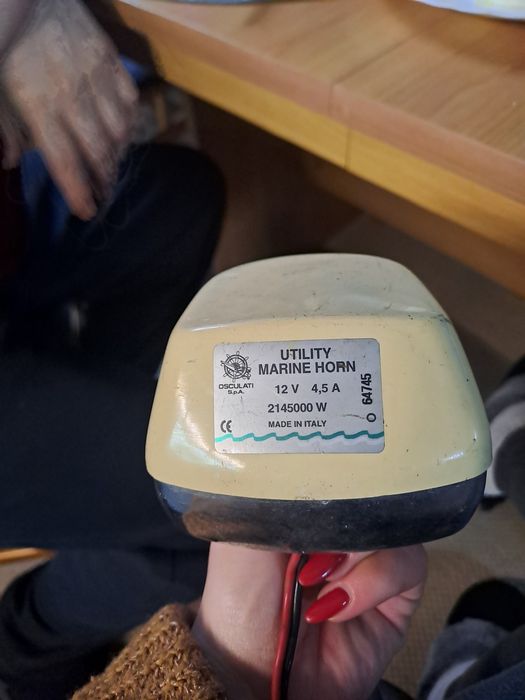 UTILITY
MARINE HORN
OSCULATI
S.p.A.
12 V 4,5 A
2145000 W
64745
CE
MADE IN ITALY